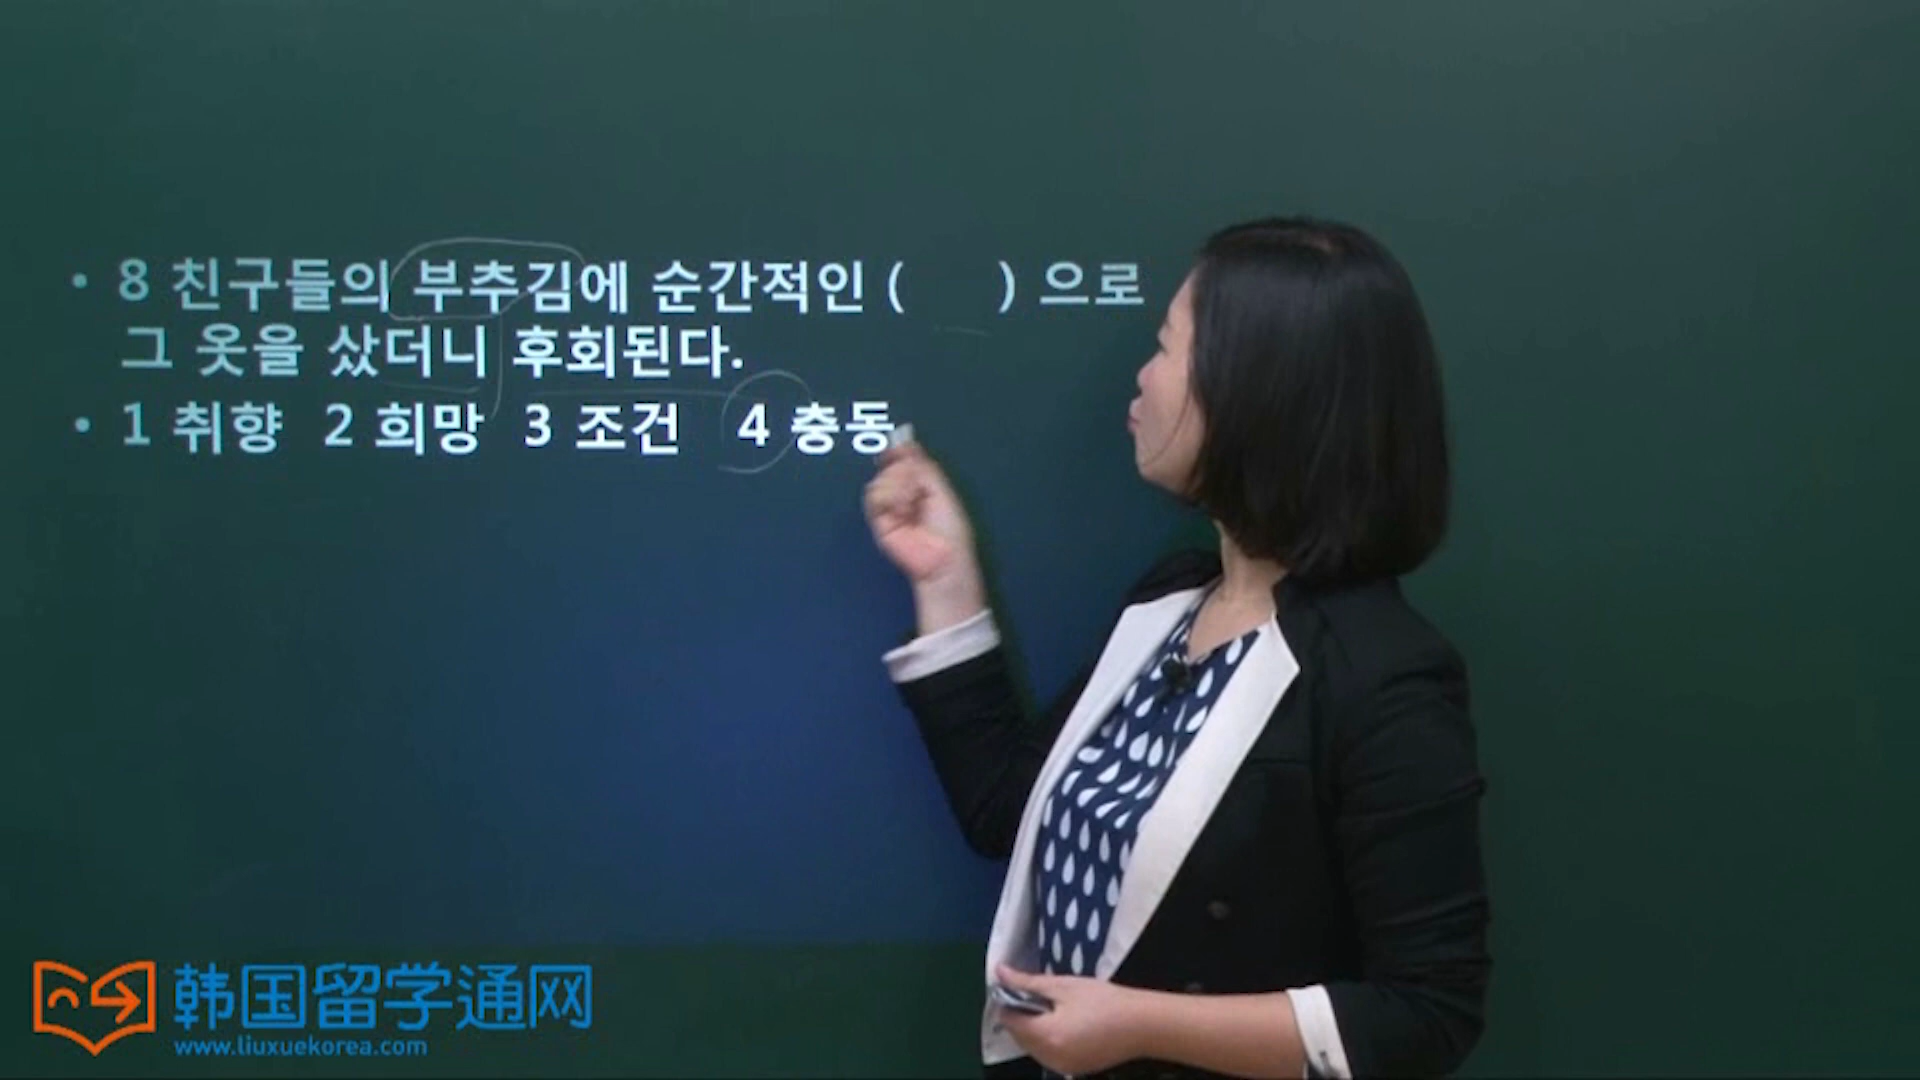 • 8 친구들의 부추김에 순간적인 ( ) 으로
그 옷을 샀더니 후회된다.
• 1 취향 2 희망 3 조건 4 충동
韩国留学通网
www.liuxuekorea.com